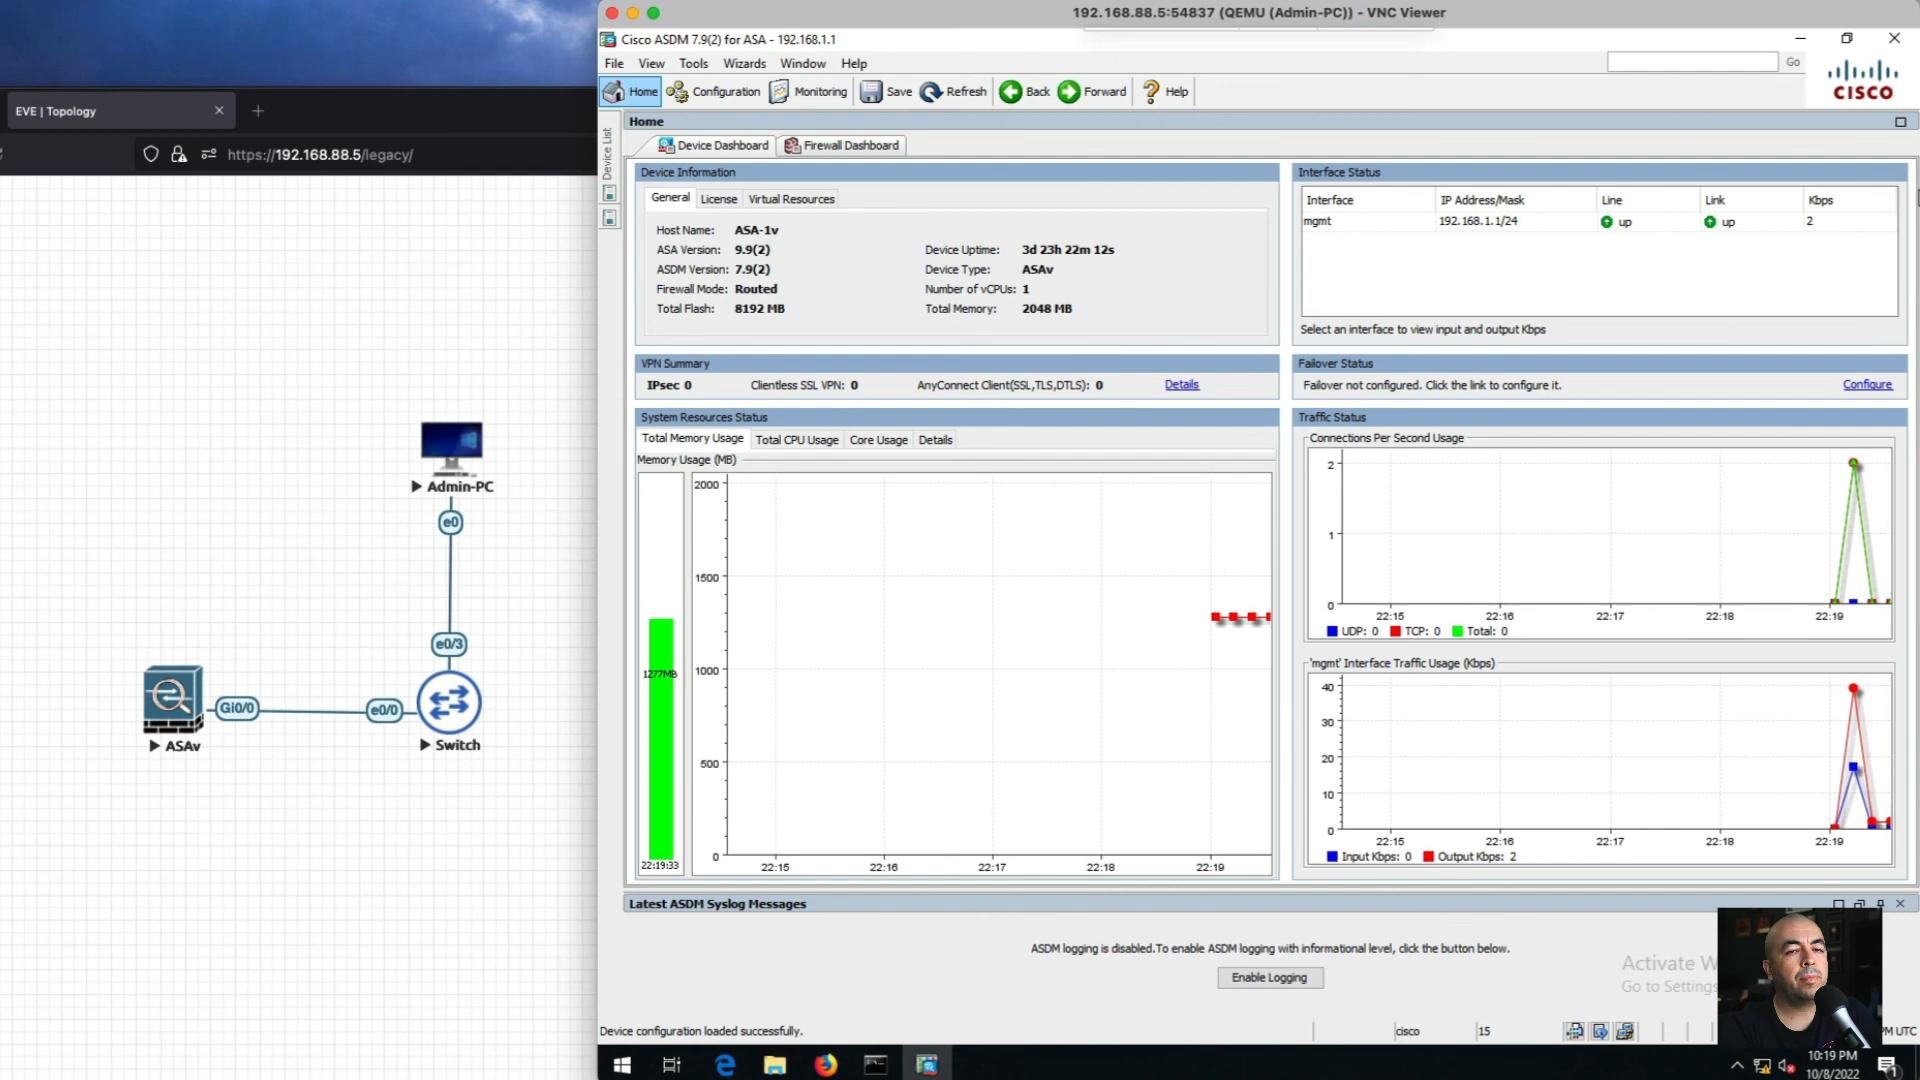 192.168.88.5:54837 (QEMU (Admin-PC)) - VNC Viewer
Cisco ASDM 7.9(2) for ASA - 192.168.1.1
File View Tools Wizards Window Help
Go
Home Configuration Monitoring Save Refresh Back Forward Help
CISCO
EVE | Topology
https://192.168.88.5/legacy/
Device List
Home
Device Dashboard Firewall Dashboard
Device Information
General License Virtual Resources
Host Name: ASA-1v
ASA Version: 9.9(2) Device Uptime: 3d 23h 22m 12s
ASDM Version: 7.9(2) Device Type: ASAv
Firewall Mode: Routed Number of vCPUs: 1
Total Flash: 8192 MB Total Memory: 2048 MB
Interface Status
Interface IP Address/Mask Line Link Kbps
mgmt 192.168.1.1/24 up up 2
Select an interface to view input and output Kbps
VPN Summary
IPsec 0 Clientless SSL VPN: 0 AnyConnect Client(SSL,TLS,DTLS): 0 Details
Failover Status
Failover not configured. Click the link to configure it. Configure
System Resources Status
Total Memory Usage Total CPU Usage Core Usage Details
Memory Usage (MB)
2000
1500
1000
500
0
1277MB
22:19:33
22:15 22:16 22:17 22:18 22:19
Traffic Status
Connections Per Second Usage
2
1
0
22:15 22:16 22:17 22:18 22:19
UDP: 0 TCP: 0 Total: 0
'mgmt' Interface Traffic Usage (Kbps)
40
30
20
10
0
22:15 22:16 22:17 22:18 22:19
Input Kbps: 0 Output Kbps: 2
Admin-PC
e0
e0/3
Gi0/0
e0/0
ASAv
Switch
Latest ASDM Syslog Messages
ASDM logging is disabled.To enable ASDM logging with informational level, click the button below.
Enable Logging
Activate W
Go to Settings
Device configuration loaded successfully. cisco 15 PM UTC
10:19 PM
10/8/2022
1